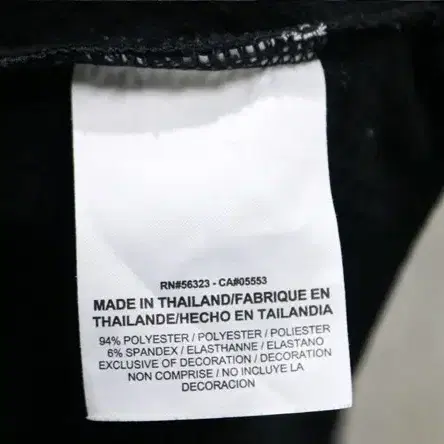 RN#56323 - CA#05553
MADE IN THAILAND/FABRIQUE EN
THAILANDE/HECHO EN TAILANDIA
94% POLYESTER / POLYESTER / POLIESTER
6% SPANDEX / ELASTHANNE / ELASTANO
EXCLUSIVE OF DECORATION / DECORATION
NON COMPRISE / NO INCLUYE LA
DECORACION